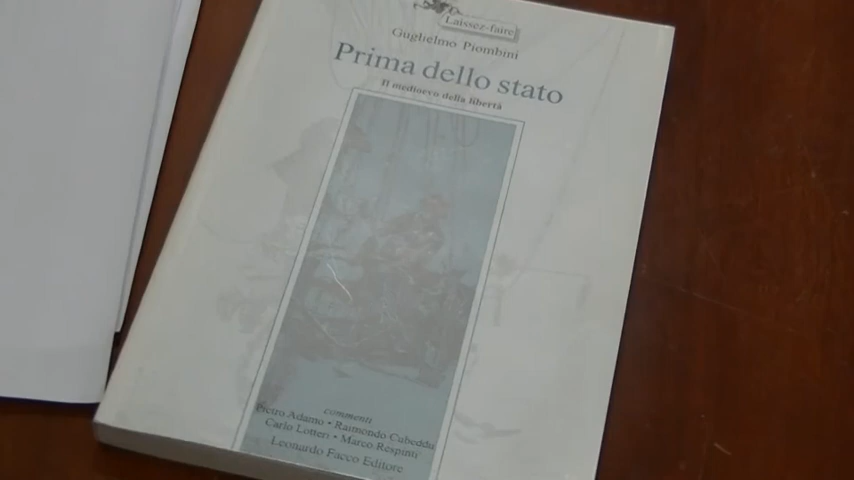 Laissez-faire
Guglielmo Piombini
Prima dello stato
Il medioevo della libertà
commenti
Pietro Adamo • Raimondo Cubeddu
Carlo Lottieri • Marco Respinti
Leonardo Facco Editore